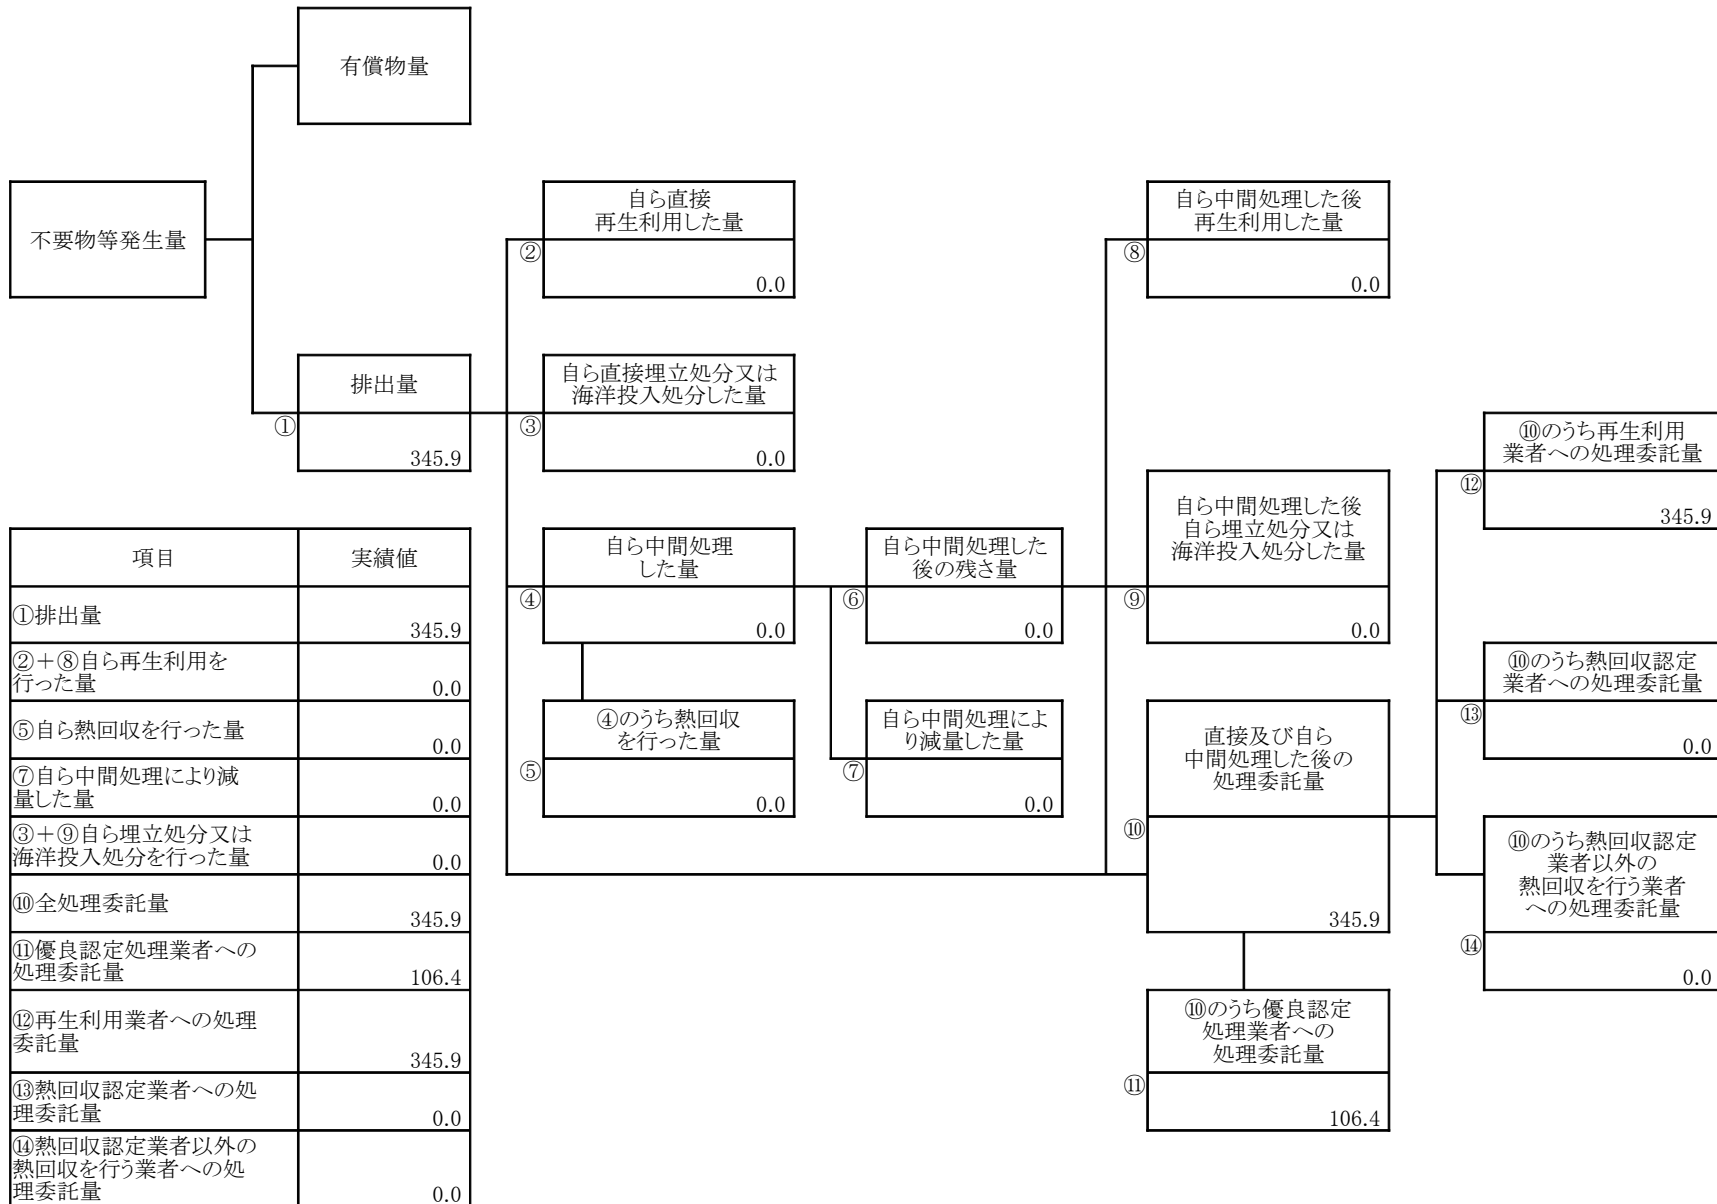 有償物量
不要物等発生量
自ら直接
再生利用した量
②
0.0
自ら中間処理した後
再生利用した量
⑧
0.0
排出量
①
345.9
自ら直接埋立処分又は
海洋投入処分した量
③
0.0
⑩のうち再生利用
業者への処理委託量
⑫
345.9
自ら中間処理
した量
④
0.0
自ら中間処理した
後の残さ量
⑥
0.0
自ら中間処理した後
自ら埋立処分又は
海洋投入処分した量
⑨
0.0
⑩のうち熱回収認定
業者への処理委託量
⑬
0.0
④のうち熱回収
を行った量
⑤
0.0
自ら中間処理によ
り減量した量
⑦
0.0
直接及び自ら
中間処理した後の
処理委託量
⑩
345.9
⑩のうち熱回収認定
業者以外の
熱回収を行う業者
への処理委託量
⑭
0.0
⑩のうち優良認定
処理業者への
処理委託量
⑪
106.4
項目 実績値
①排出量
345.9
②＋⑧自ら再生利用を
行った量
0.0
⑤自ら熱回収を行った量
0.0
⑦自ら中間処理により減
量した量
0.0
③＋⑨自ら埋立処分又は
海洋投入処分を行った量
0.0
⑩全処理委託量
345.9
⑪優良認定処理業者への
処理委託量
106.4
⑫再生利用業者への処理
委託量
345.9
⑬熱回収認定業者への処
理委託量
0.0
⑭熱回収認定業者以外の
熱回収を行う業者への処
理委託量
0.0